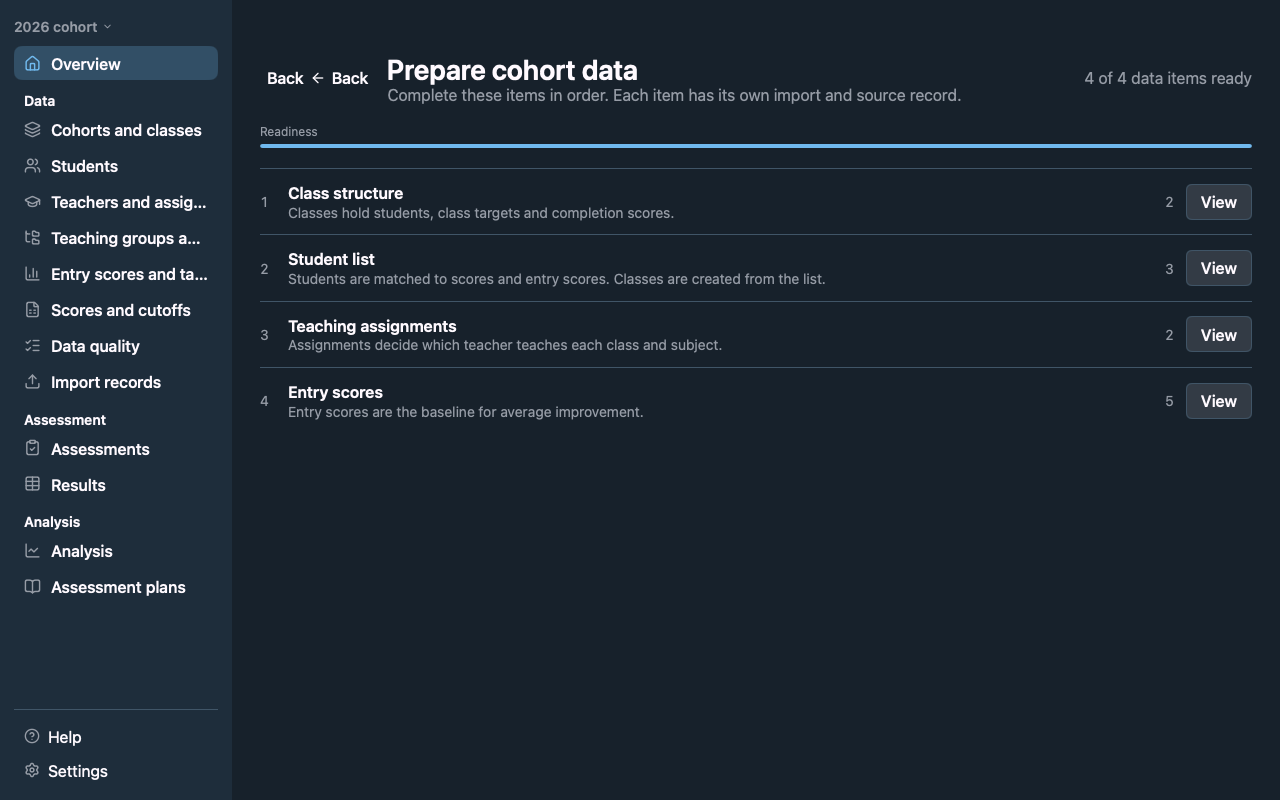 2026 cohort
Overview
Data
Cohorts and classes
Students
Teachers and assig...
Teaching groups a...
Entry scores and ta...
Scores and cutoffs
Data quality
Import records
Assessment
Assessments
Results
Analysis
Analysis
Assessment plans
Help
Settings
Back ← Back
Prepare cohort data
Complete these items in order. Each item has its own import and source record.
4 of 4 data items ready
Readiness
1 Class structure 2 View
Classes hold students, class targets and completion scores.
2 Student list 3 View
Students are matched to scores and entry scores. Classes are created from the list.
3 Teaching assignments 2 View
Assignments decide which teacher teaches each class and subject.
4 Entry scores 5 View
Entry scores are the baseline for average improvement.